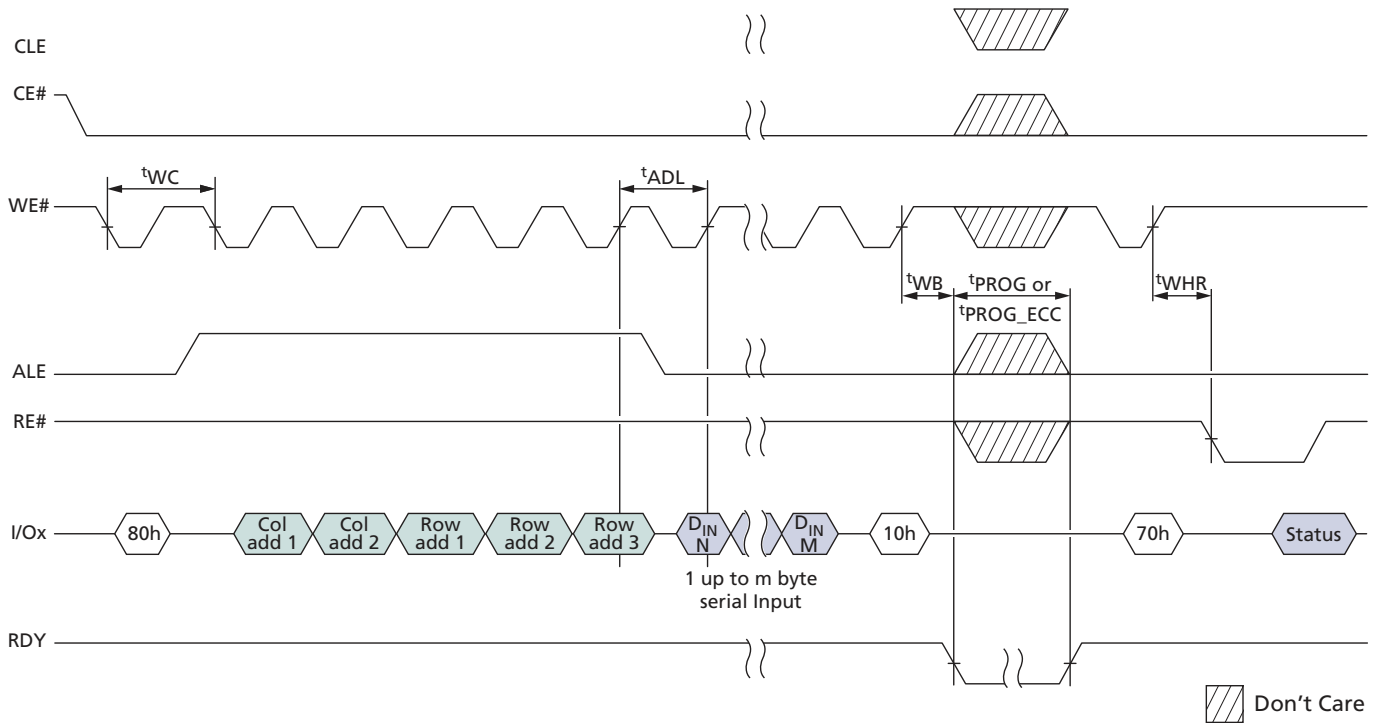 CLE
CE#
tWC
tADL
WE#
tWB
tPROG or
tPROG_ECC
tWHR
ALE
RE#
I/Ox
80h
Col
add 1
Col
add 2
Row
add 1
Row
add 2
Row
add 3
DIN
N
DIN
M
10h
70h
Status
1 up to m byte
serial Input
RDY
Don't Care